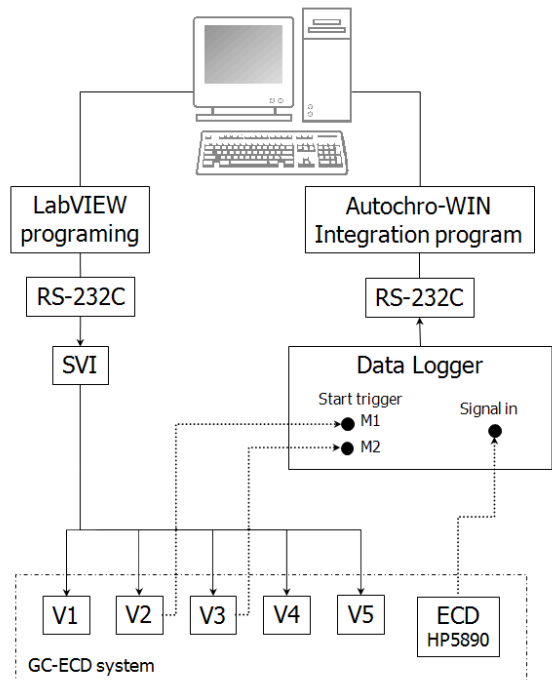 LabVIEW
programing
Autochro-WIN
Integration program
RS-232C
RS-232C
SVI
Data Logger
Start trigger
M1
M2
Signal in
V1
V2
V3
V4
V5
ECD
HP5890
GC-ECD system